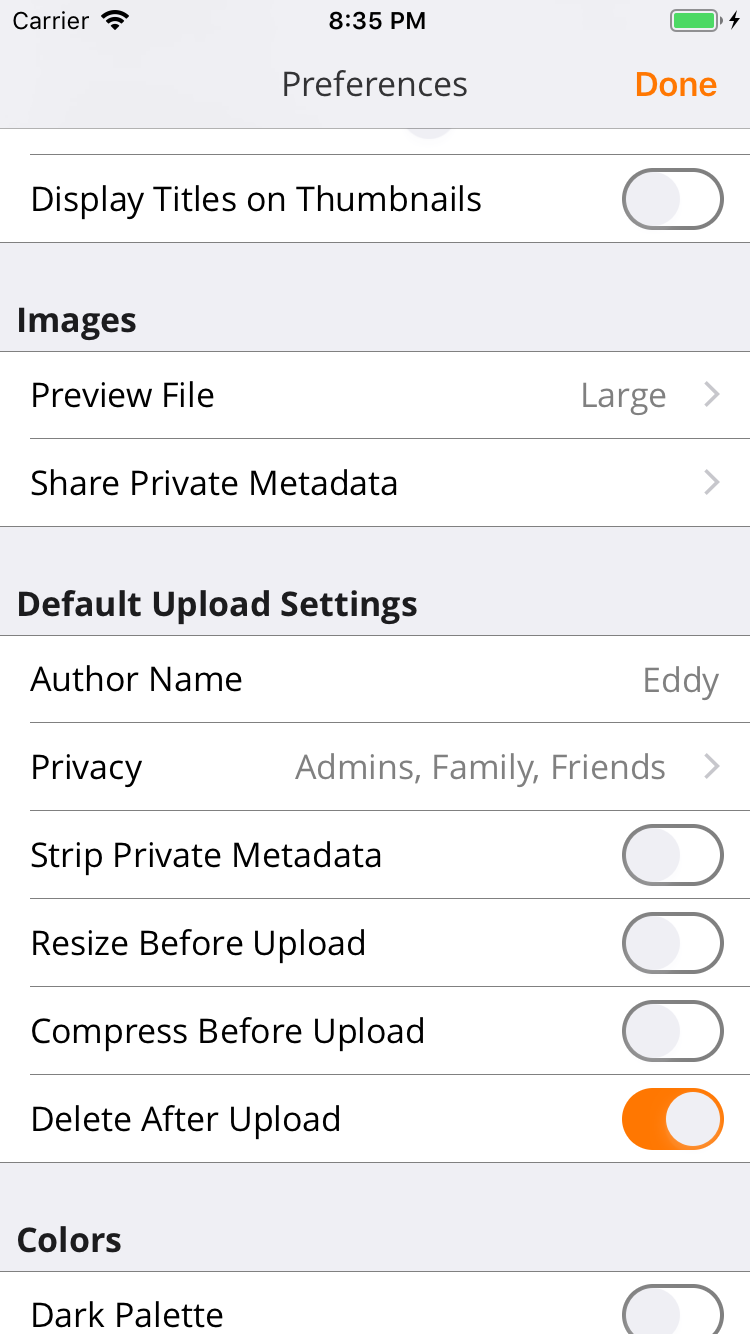 Carrier 8:35 PM
Preferences Done
Display Titles on Thumbnails
Images
Preview File Large
Share Private Metadata
Default Upload Settings
Author Name Eddy
Privacy Admins, Family, Friends
Strip Private Metadata
Resize Before Upload
Compress Before Upload
Delete After Upload
Colors
Dark Palette